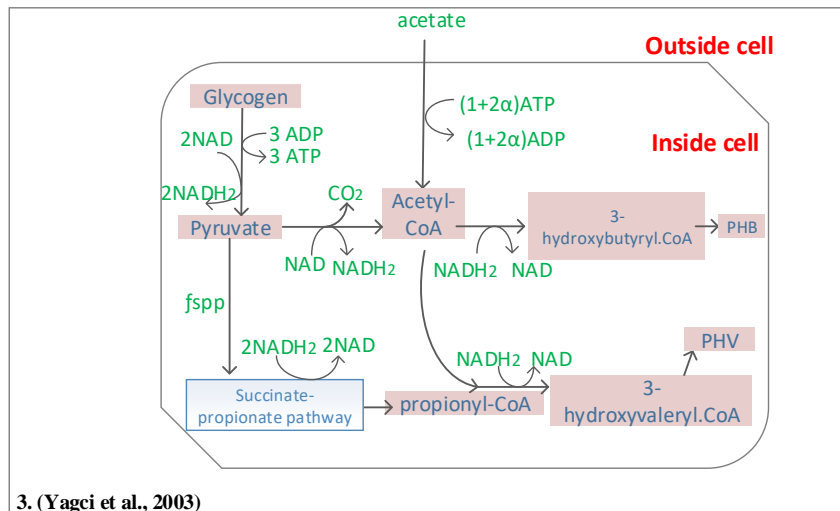 acetate
Outside cell
Glycogen
(1+2α)ATP
3 ADP
2NAD
3 ATP
(1+2α)ADP
Inside cell
2NADH2
CO2
Acetyl-
CoA
3-
hydroxybutyryl.CoA
PHB
Pyruvate
NAD
NADH2
NADH2
NAD
ƒspp
2NADH2 2NAD
NADH2 NAD
PHV
Succinate-
propionate pathway
propionyl-CoA
3-
hydroxyvaleryl.CoA
3. (Yagci et al., 2003)